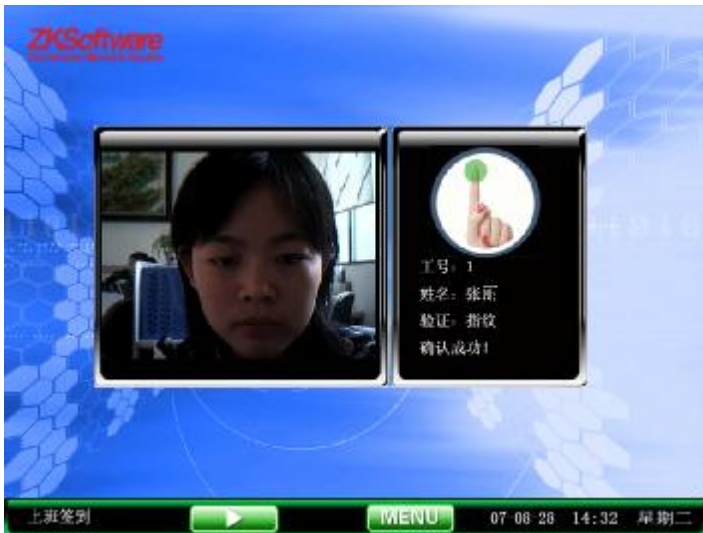 ZKSoftware
工号：1
姓名：张丽
验证：指纹
确认成功！
上班签到
MENU
07-08-28 14:32 星期二